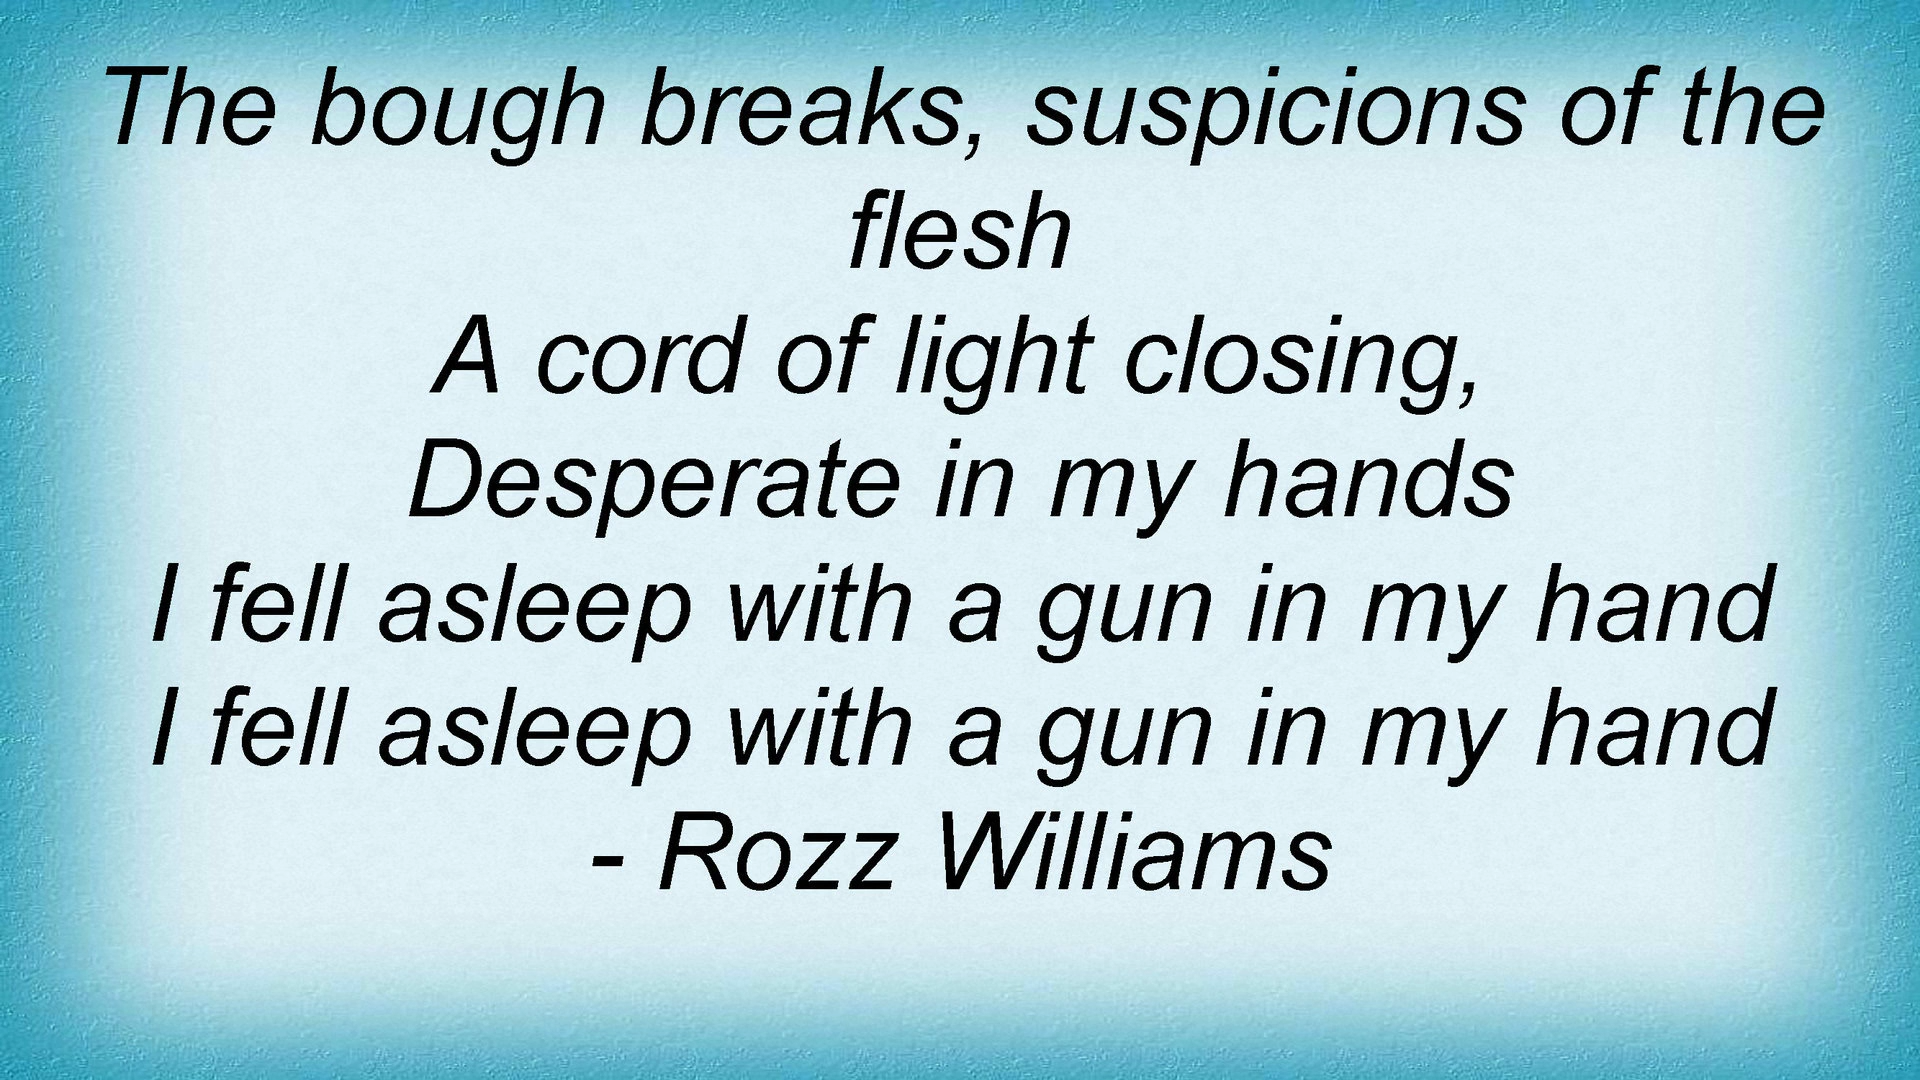 The bough breaks, suspicions of the
flesh
A cord of light closing,
Desperate in my hands
I fell asleep with a gun in my hand
I fell asleep with a gun in my hand
- Rozz Williams